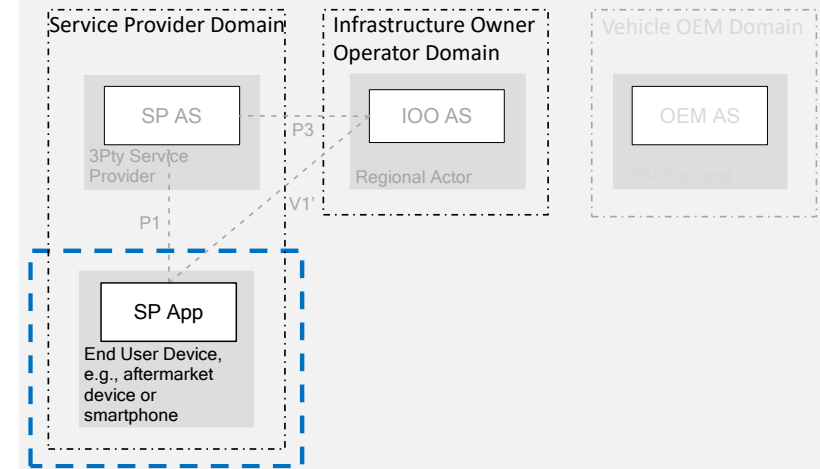 Service Provider Domain
Infrastructure Owner
Operator Domain
Vehicle OEM Domain
SP AS
IOO AS
OEM AS
P3
3Pty Service
Provider
Regional Actor
OEM Backend
V1’
P1
SP App
End User Device,
e.g., aftermarket
device or
smartphone